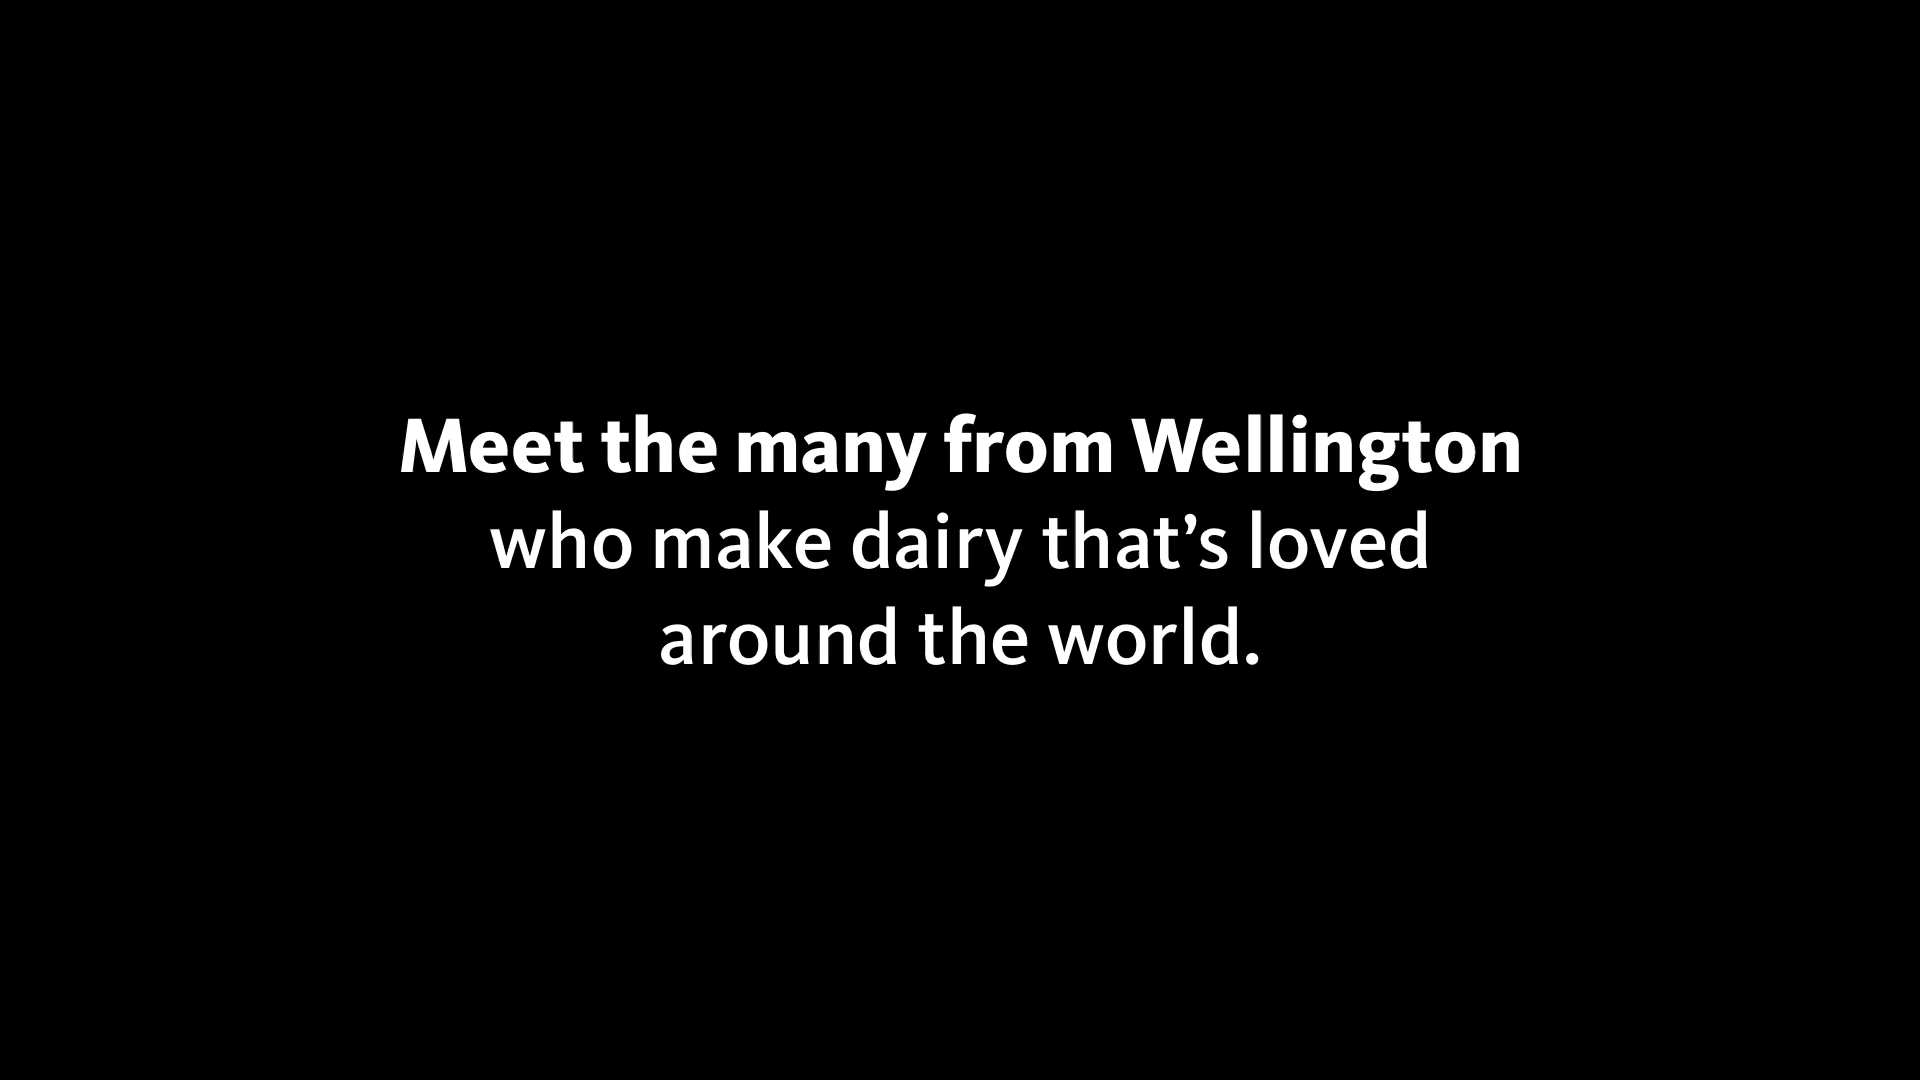 Meet the many from Wellington
who make dairy that’s loved
around the world.